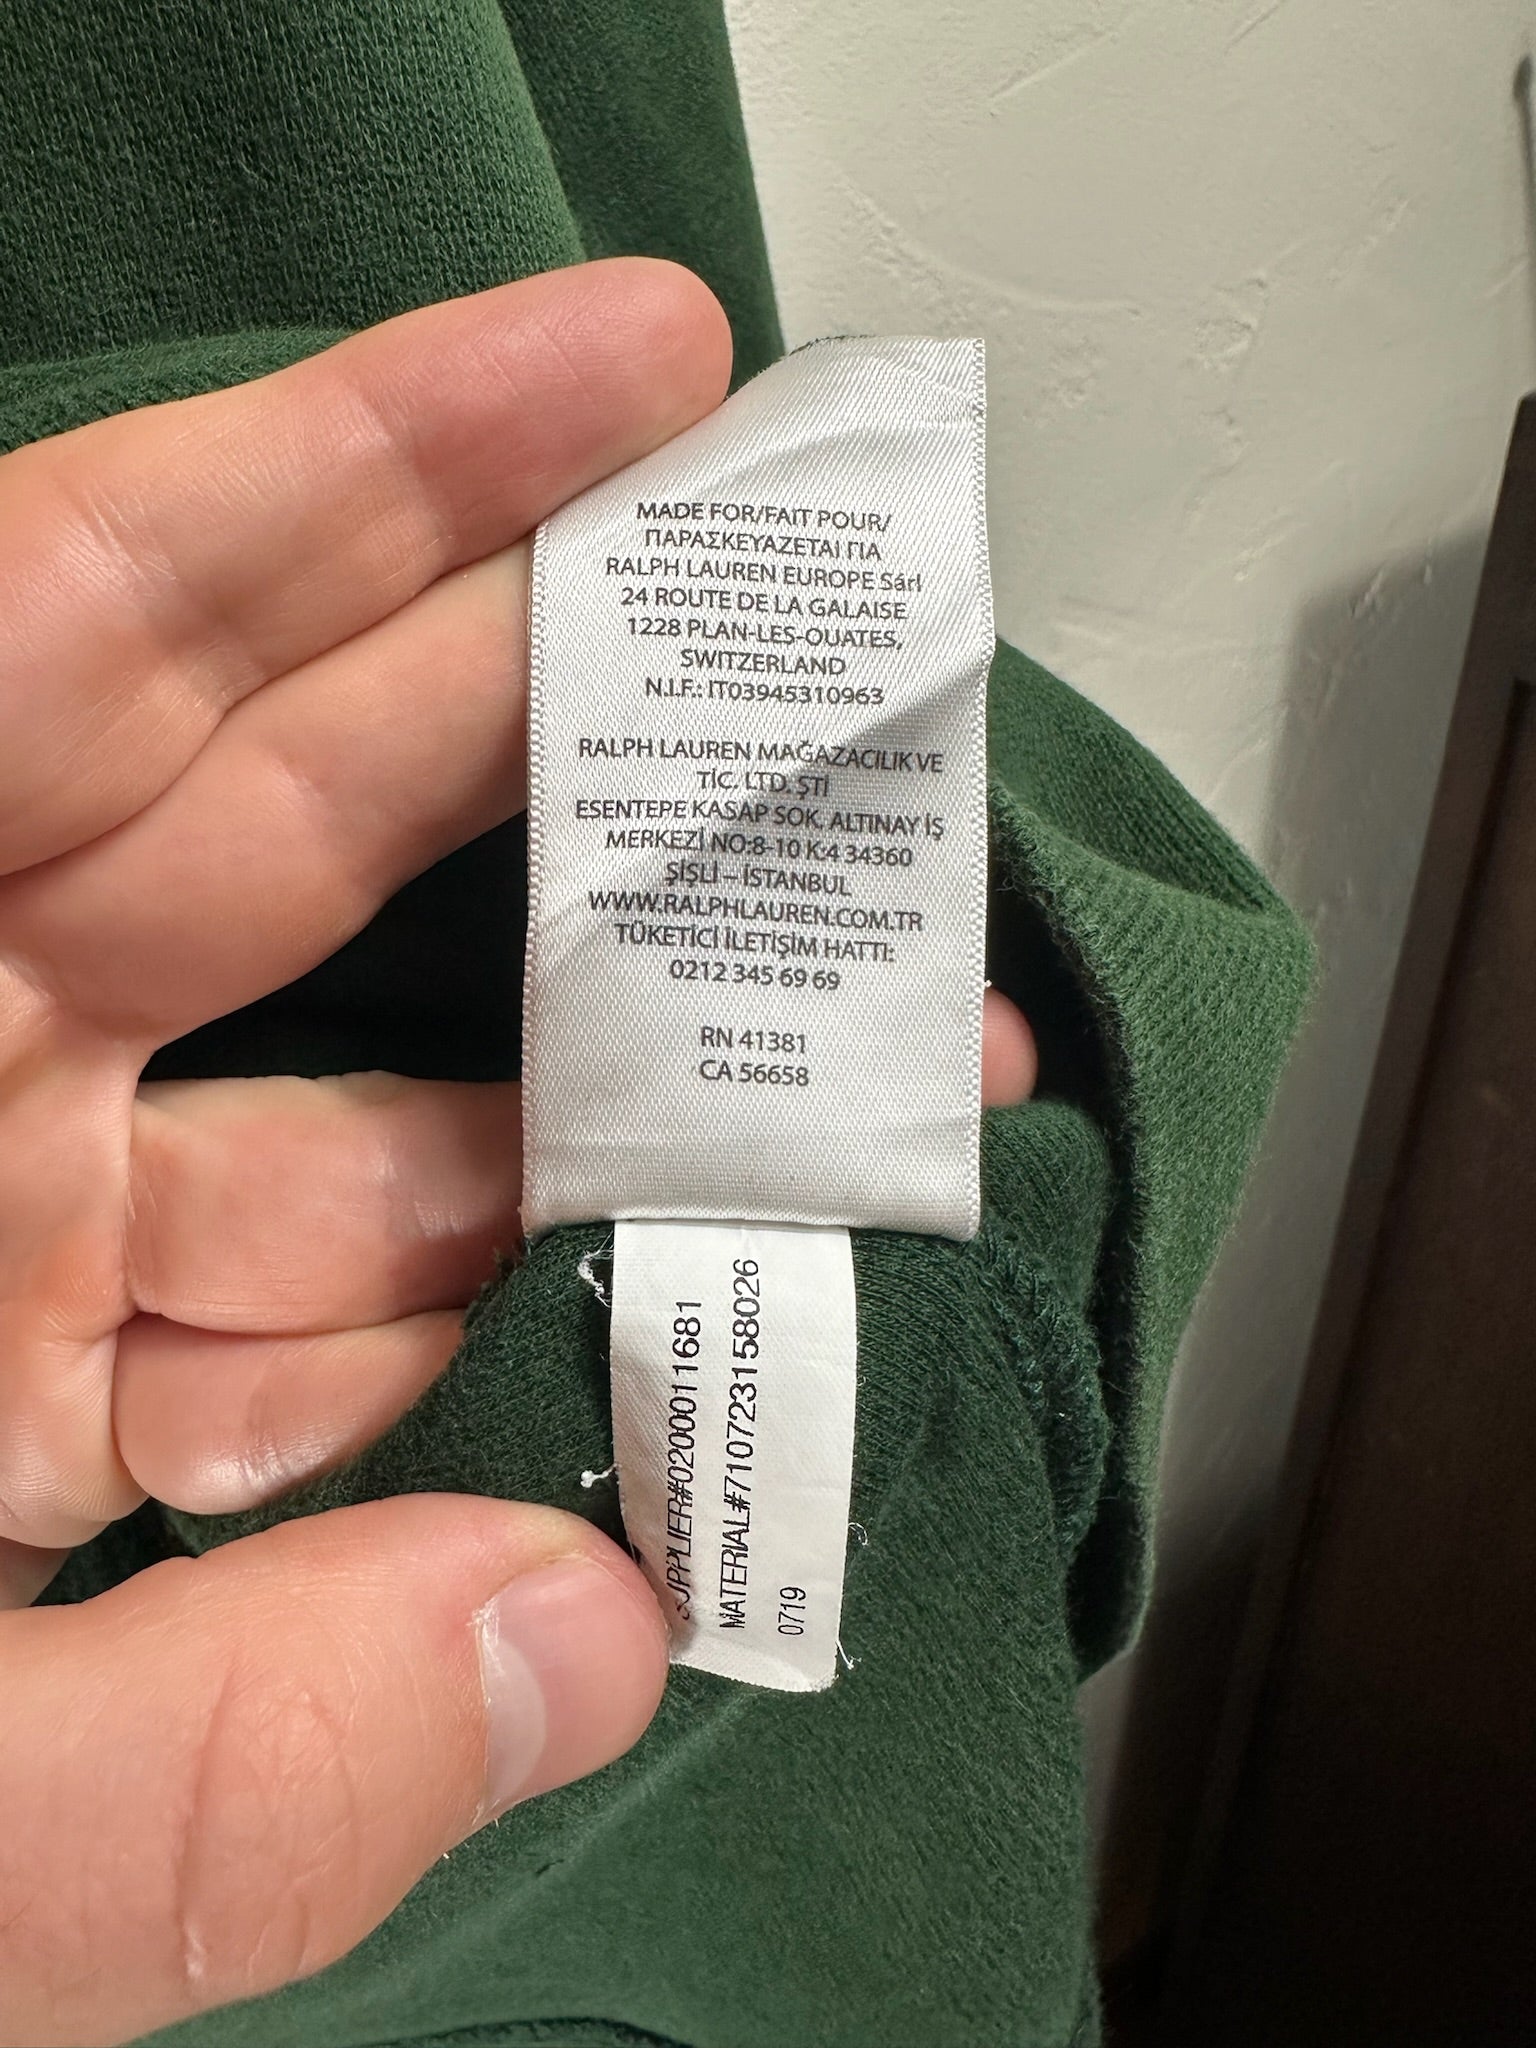 MADE FOR/FAIT POUR/
ΠΑΡΑΣΚΕΥΑΖΕΤΑΙ ΓΙΑ
RALPH LAUREN EUROPE Sárl
24 ROUTE DE LA GALAISE
1228 PLAN-LES-OUATES,
SWITZERLAND
N.I.F.: IT03945310963
RALPH LAUREN MAĞAZACILIK VE
TİC. LTD. ŞTİ
ESENTEPE KASAP SOK. ALTINAY İŞ
MERKEZİ NO:8-10 K:4 34360
ŞİŞLİ – İSTANBUL
WWW.RALPHLAUREN.COM.TR
TÜKETİCİ İLETİŞİM HATTI:
0212 345 69 69
RN 41381
CA 56658
SUPPLIER#0200011681
MATERIAL#710723158026
0719